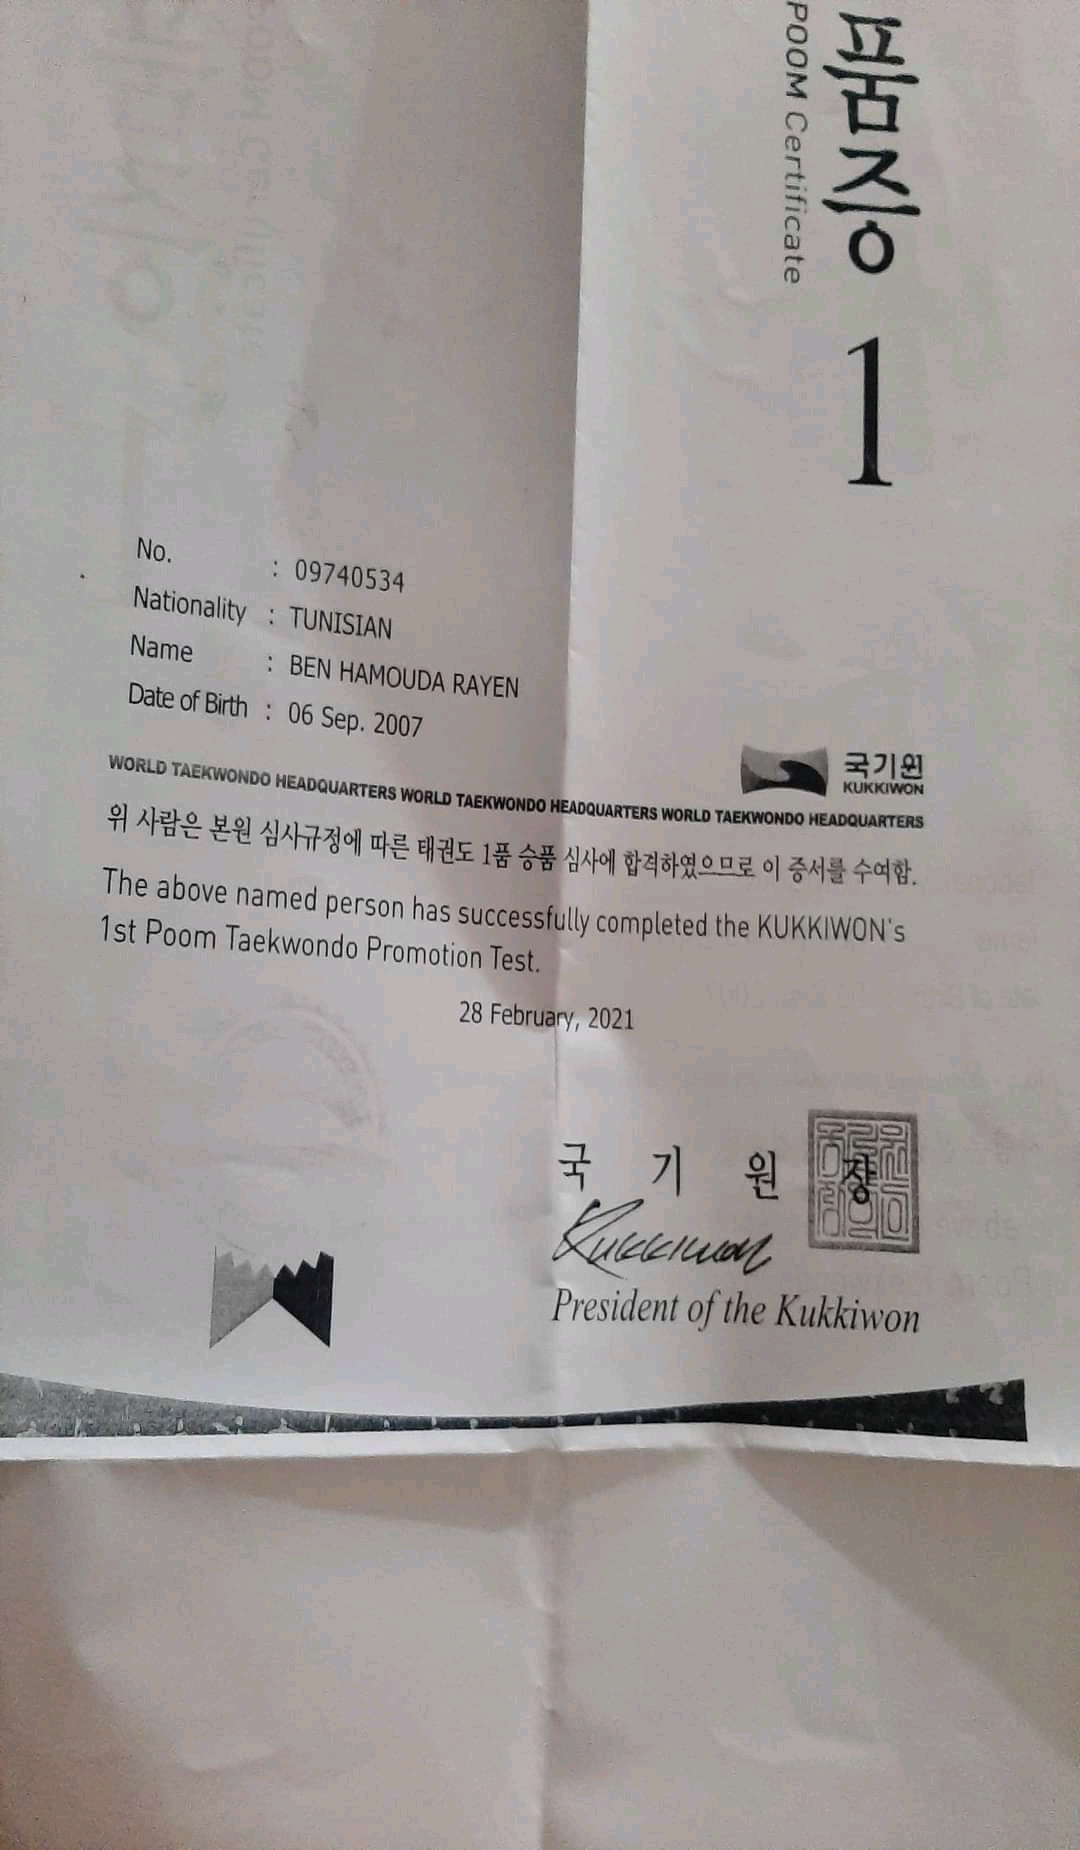 품증
POOM Certificate
1
No. : 09740534
Nationality : TUNISIAN
Name : BEN HAMOUDA RAYEN
Date of Birth : 06 Sep. 2007
국기원
KUKKIWON
WORLD TAEKWONDO HEADQUARTERS WORLD TAEKWONDO HEADQUARTERS WORLD TAEKWONDO HEADQUARTERS
위 사람은 본원 심사규정에 따른 태권도 1품 승품 심사에 합격하였으므로 이 증서를 수여함.
The above named person has successfully completed the KUKKIWON's
1st Poom Taekwondo Promotion Test.
28 February, 2021
국 기 원 장
Kukkiwon
President of the Kukkiwon